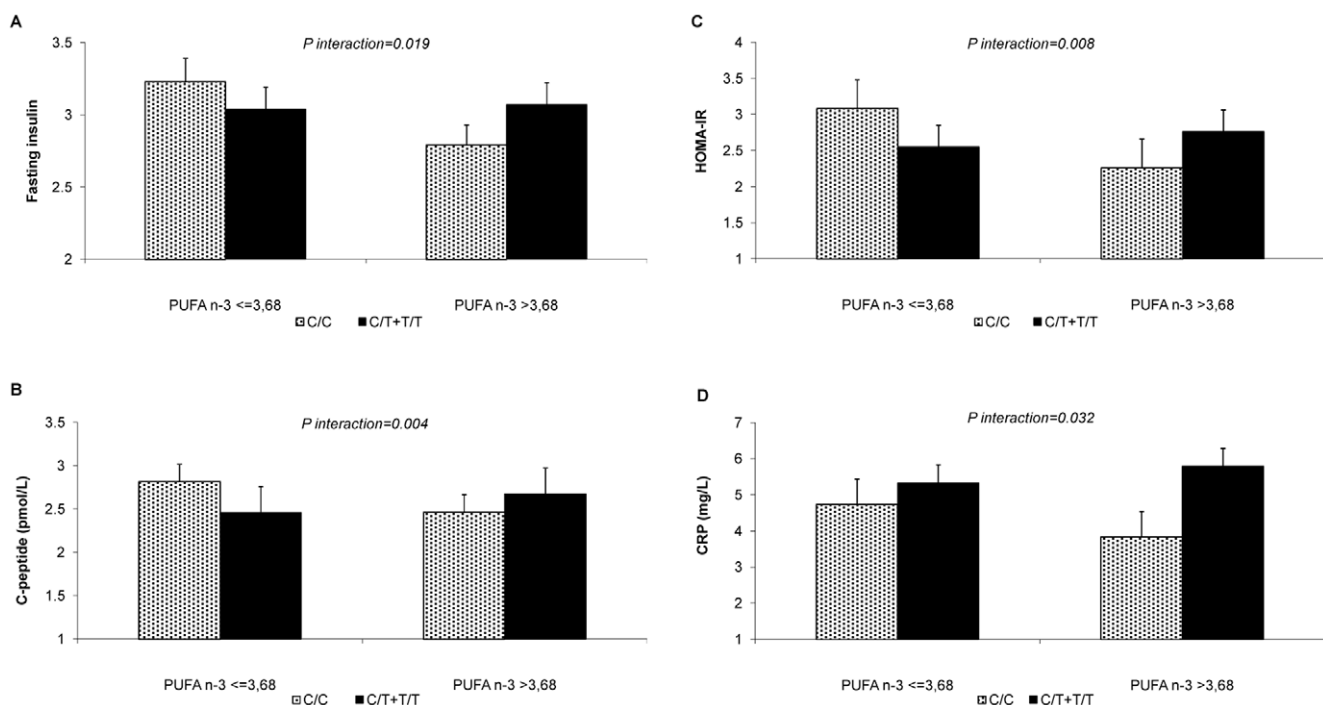 A
P interaction=0.019
Fasting insulin
3.5
3
2.5
2
PUFA n-3 <=3,68 PUFA n-3 >3,68
C/C C/T+T/T
C
P interaction=0.008
HOMA-IR
4
3.5
3
2.5
2
1.5
1
PUFA n-3 <=3,68 PUFA n-3 >3,68
C/C C/T+T/T
B
P interaction=0.004
C-peptide (pmol/L)
3.5
3
2.5
2
1.5
1
PUFA n-3 <=3,68 PUFA n-3 >3,68
C/C C/T+T/T
D
P interaction=0.032
CRP (mg/L)
7
6
5
4
3
2
1
PUFA n-3 <=3,68 PUFA n-3 >3,68
C/C C/T+T/T